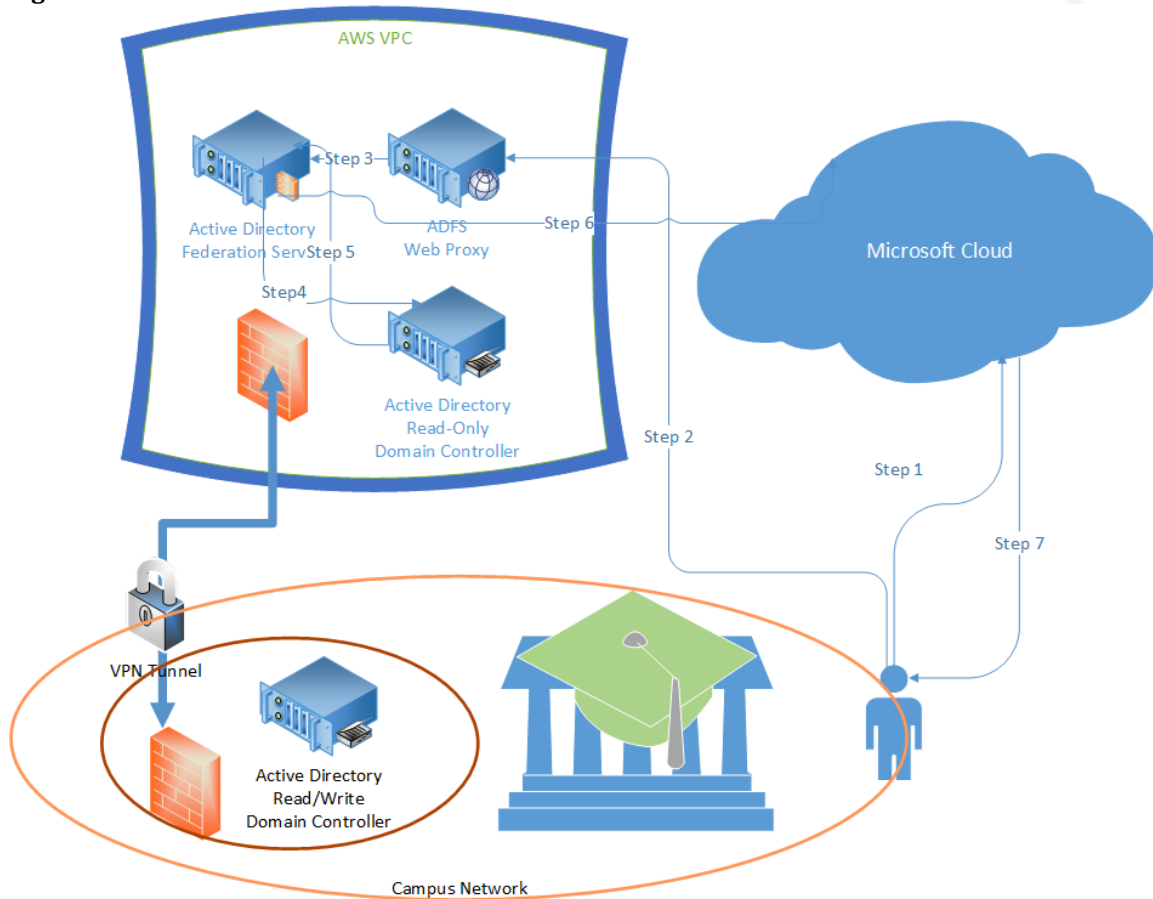 AWS VPC
Step 3
Active Directory
Federation Serv
ADFS
Web Proxy
Step 6
Step 5
Step4
Microsoft Cloud
Active Directory
Read-Only
Domain Controller
Step 2
Step 1
Step 7
VPN Tunnel
Active Directory
Read/Write
Domain Controller
Campus Network